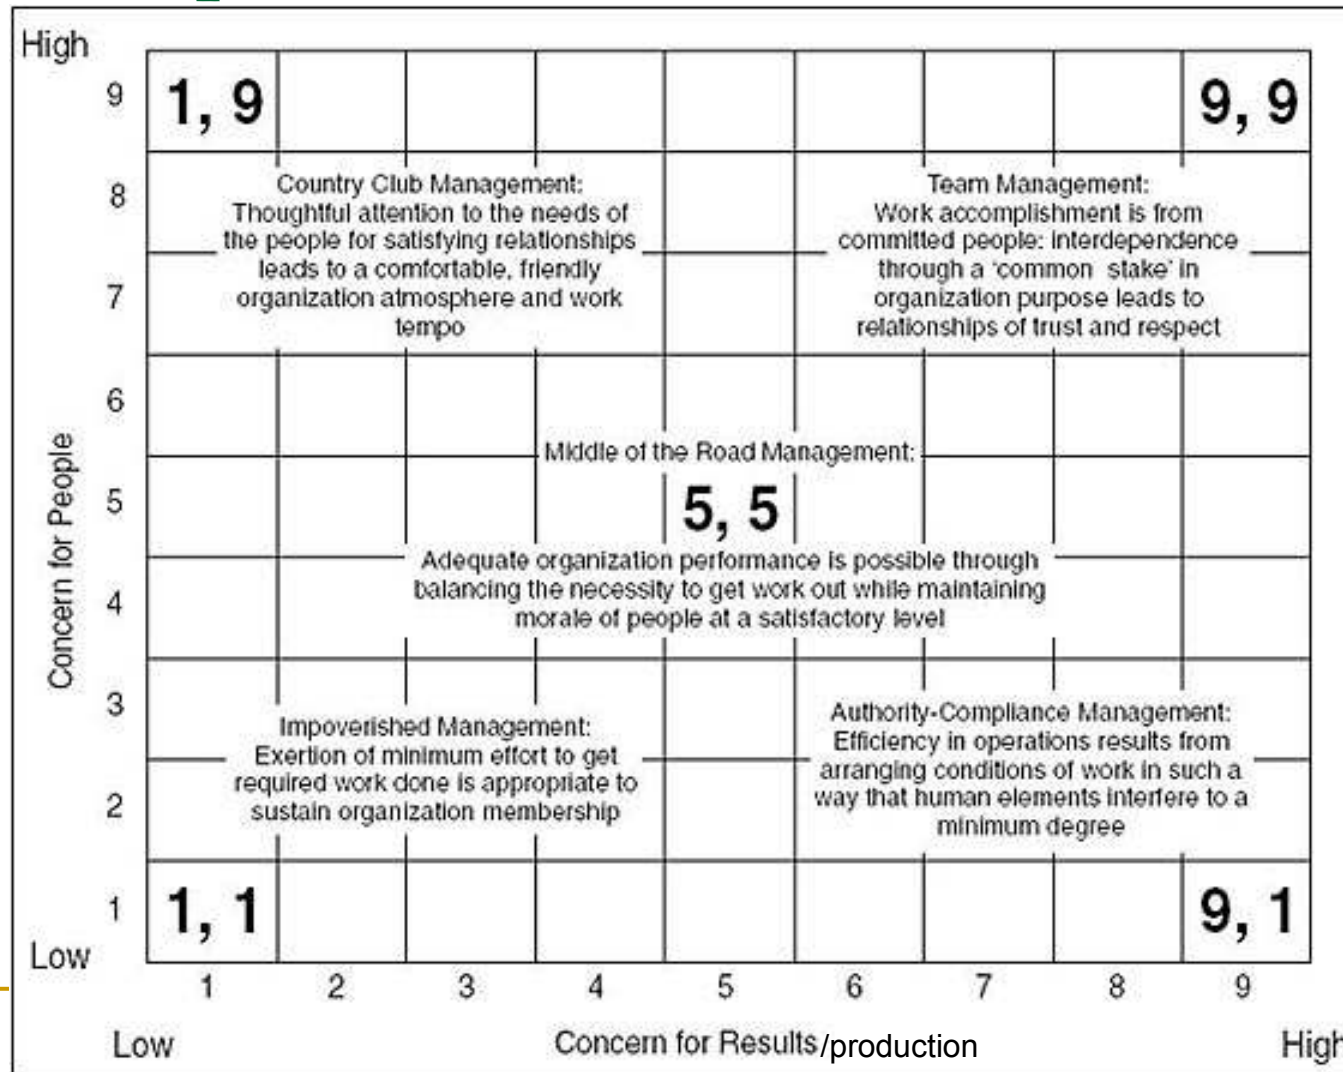 High
9
1, 9
9, 9
8
Country Club Management:
Thoughtful attention to the needs of
the people for satisfying relationships
leads to a comfortable, friendly
organization atmosphere and work
tempo
Team Management:
Work accomplishment is from
committed people: interdependence
through a 'common stake' in
organization purpose leads to
relationships of trust and respect
7
6
Middle of the Road Management:
5
5, 5
Adequate organization performance is possible through
balancing the necessity to get work out while maintaining
morale of people at a satisfactory level
4
Concern for People
3
Impoverished Management:
Exertion of minimum effort to get
required work done is appropriate to
sustain organization membership
Authority-Compliance Management:
Efficiency in operations results from
arranging conditions of work in such a
way that human elements interfere to a
minimum degree
2
1
1, 1
9, 1
Low
1 2 3 4 5 6 7 8 9
Low Concern for Results/production High